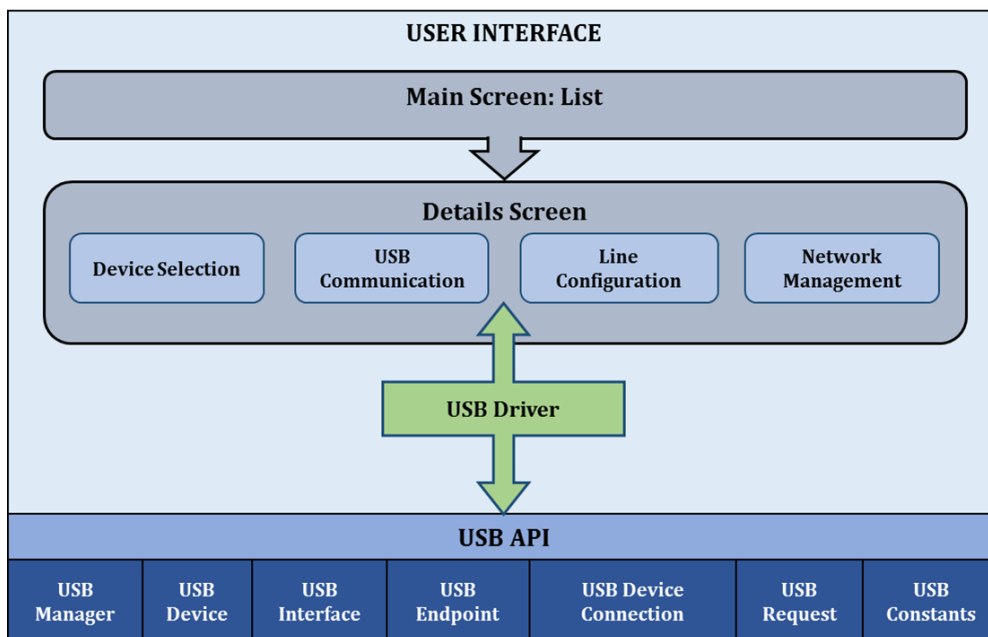 USER INTERFACE
Main Screen: List
Details Screen
Device Selection
USB
Communication
Line
Configuration
Network
Management
USB Driver
USB API
USB
Manager
USB
Device
USB
Interface
USB
Endpoint
USB Device
Connection
USB
Request
USB
Constants